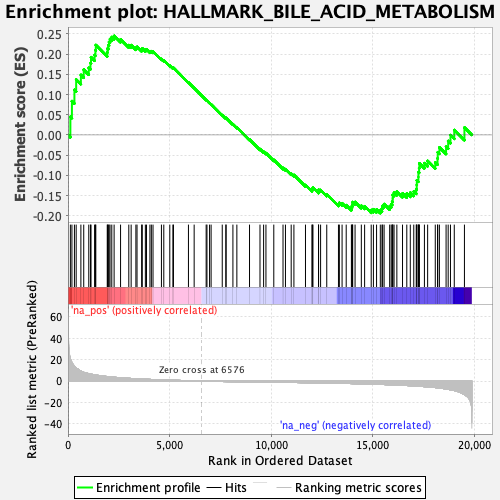 Enrichment plot: HALLMARK_BILE_ACID_METABOLISM
Enrichment score (ES)
0.25
0.20
0.15
0.10
0.05
0.00
-0.05
-0.10
-0.15
-0.20
'na_pos' (positively correlated)
Ranked list metric (PreRanked)
60
40
20
0
-20
-40
Zero cross at 6576
'na_neg' (negatively correlated)
0
5,000
10,000
15,000
20,000
Rank in Ordered Dataset
Enrichment profile
Hits
Ranking metric scores